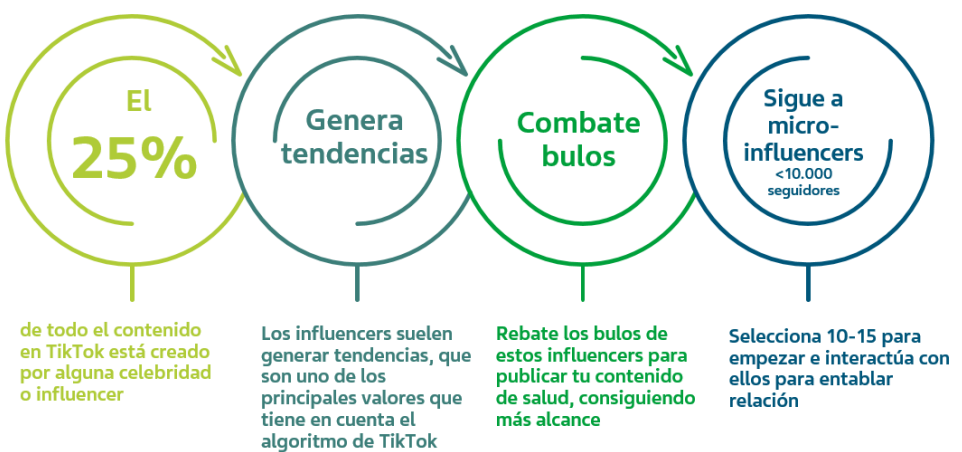 El
25%
de todo el contenido
en TikTok está creado
por alguna celebridad
o influencer
Genera
tendencias
Los influencers suelen
generar tendencias, que
son uno de los
principales valores que
tiene en cuenta el
algoritmo de TikTok
Combate
bulos
Rebate los bulos de
estos influencers para
publicar tu contenido
de salud, consiguiendo
más alcance
Sigue a
micro-
influencers
<10.000
seguidores
Selecciona 10-15 para
empezar e interactúa con
ellos para entablar
relación